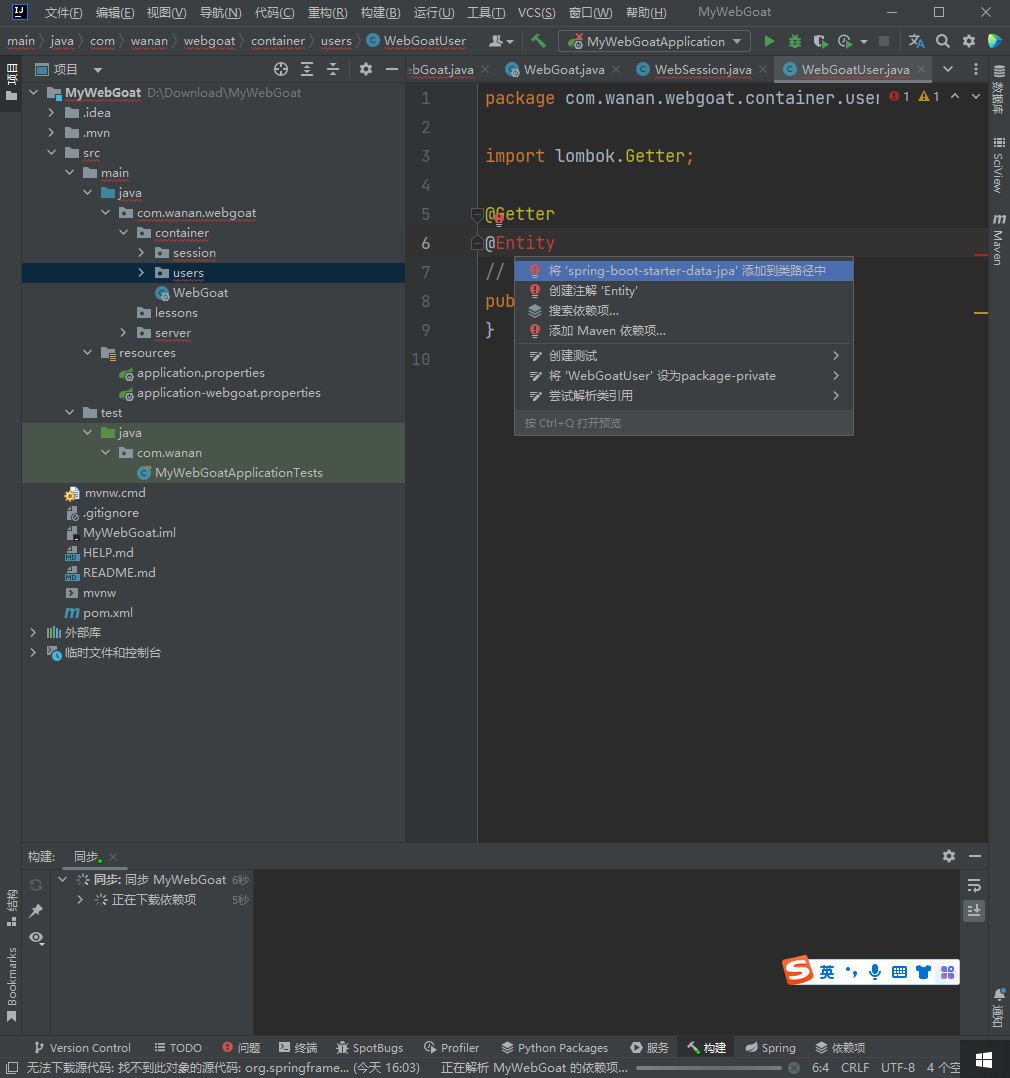 文件(F) 编辑(E) 视图(V) 导航(N) 代码(C) 重构(R) 构建(B) 运行(U) 工具(T) VCS(S) 窗口(W) 帮助(H) MyWebGoat
main java com wanan webgoat container users WebGoatUser MyWebGoatApplication
项目
项目
ebGoat.java WebGoat.java WebSession.java WebGoatUser.java
MyWebGoat D:\Download\MyWebGoat
.idea
.mvn
src
main
java
com.wanan.webgoat
container
session
users
WebGoat
lessons
server
resources
application.properties
application-webgoat.properties
test
java
com.wanan
MyWebGoatApplicationTests
mvnw.cmd
.gitignore
MyWebGoat.iml
HELP.md
README.md
mvnw
pom.xml
外部库
临时文件和控制台
1 package com.wanan.webgoat.container.user 1 1
2
3 import lombok.Getter;
4
5 @Getter
6 @Entity
7 //
8 pub
9 }
10
将 'spring-boot-starter-data-jpa' 添加到类路径中
创建注解 'Entity'
搜索依赖项...
添加 Maven 依赖项...
创建测试
将 'WebGoatUser' 设为package-private
尝试解析类引用
按 Ctrl+Q 打开预览
数据库
SciView
m Maven
通知
结构
Bookmarks
构建: 同步
同步: 同步 MyWebGoat 6秒
正在下载依赖项 5秒
S 英
Version Control TODO 问题 终端 SpotBugs Profiler Python Packages 服务 构建 Spring 依赖项
无法下载源代码: 找不到此对象的源代码: org.springframe... (今天 16:03) 正在解析 MyWebGoat 的依赖项... 6:4 CRLF UTF-8 4 个空